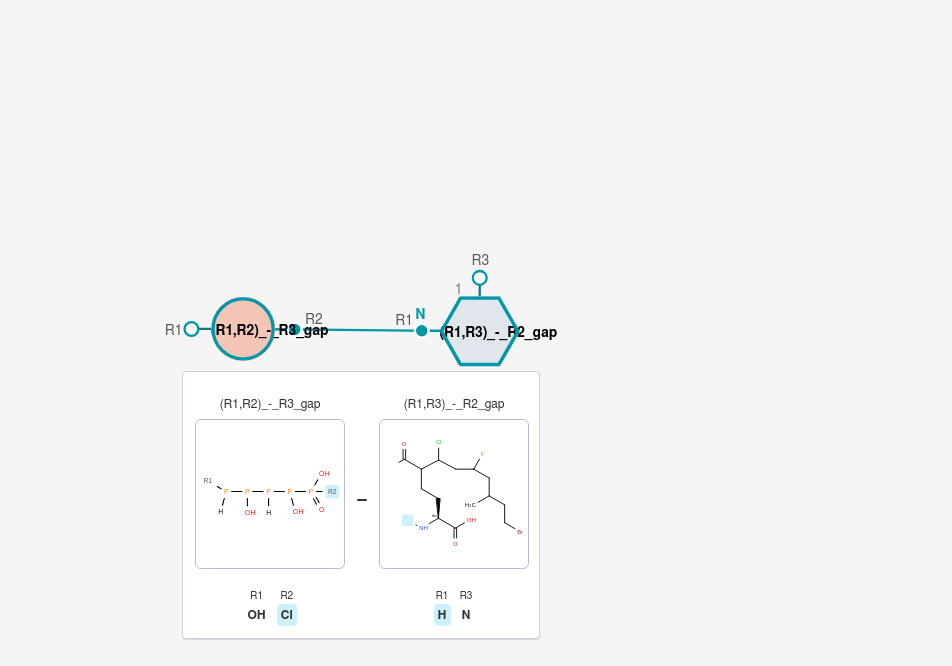 R3
1
N
R1
R2
R1
R1,R2)_-_R3_gap
(R1,R3)_-_R2_gap
(R1,R2)_-_R3_gap
(R1,R3)_-_R2_gap
R1
P
P
P
P
P
OH
R2
H
OH
H
OH
O
O
Cl
F
H₃C
OH
NH
O
Br
R1 R2
OH Cl
R1 R3
H N